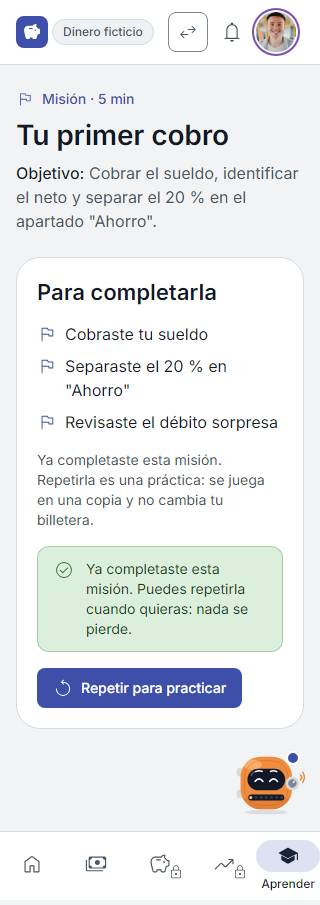 Dinero ficticio
Misión · 5 min
Tu primer cobro
Objetivo: Cobrar el sueldo, identificar
el neto y separar el 20 % en el
apartado "Ahorro".
Para completarla
Cobraste tu sueldo
Separaste el 20 % en
"Ahorro"
Revisaste el débito sorpresa
Ya completaste esta misión.
Repetirla es una práctica: se juega
en una copia y no cambia tu
billetera.
Ya completaste esta
misión. Puedes repetirla
cuando quieras: nada se
pierde.
Repetir para practicar
Aprender